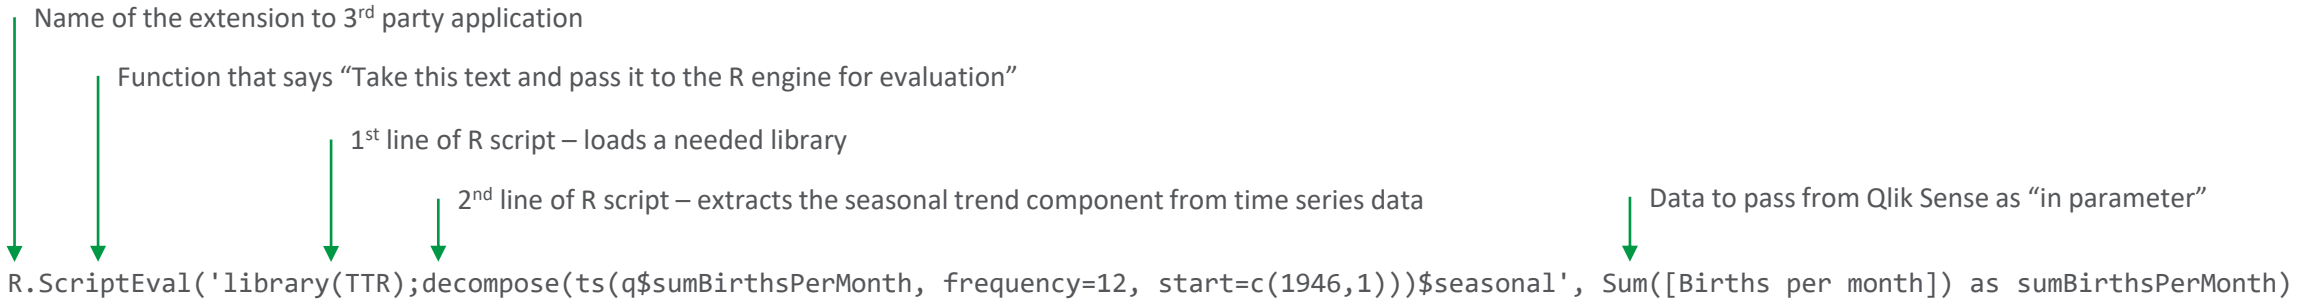 Name of the extension to 3rd party application
Function that says “Take this text and pass it to the R engine for evaluation”
1st line of R script – loads a needed library
2nd line of R script – extracts the seasonal trend component from time series data
Data to pass from Qlik Sense as “in parameter”
R.ScriptEval('library(TTR);decompose(ts(q$sumBirthsPerMonth, frequency=12, start=c(1946,1)))$seasonal', Sum([Births per month]) as sumBirthsPerMonth)